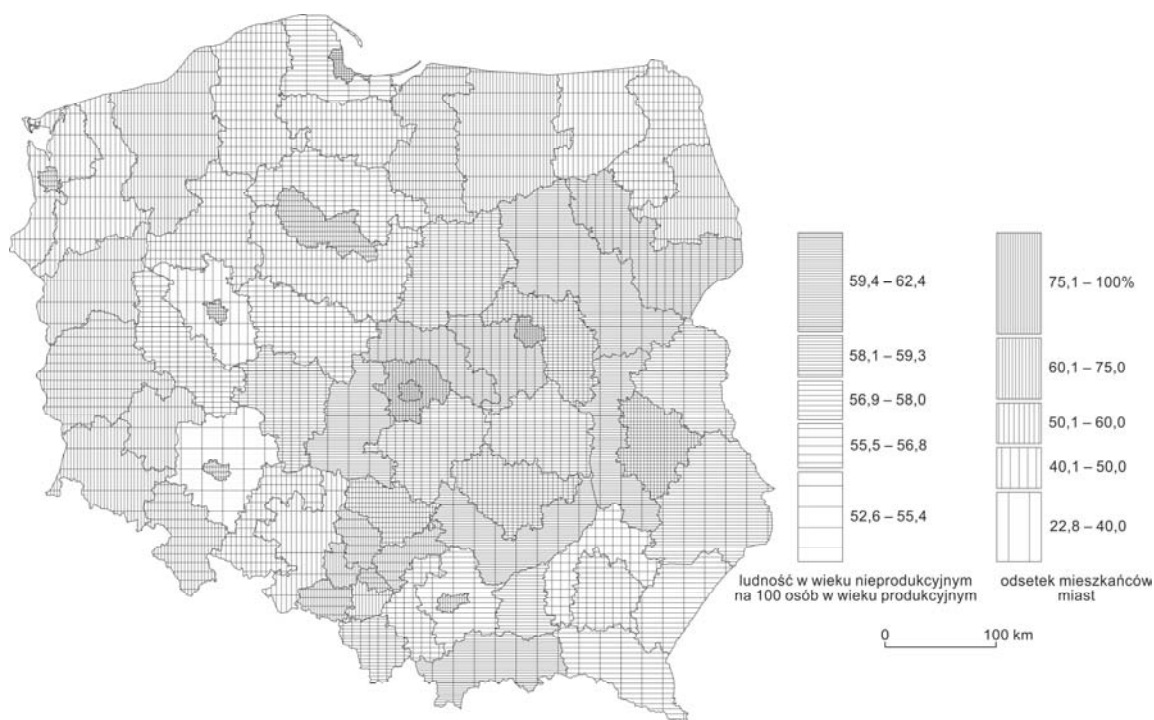 59,4 – 62,4
58,1 – 59,3
56,9 – 58,0
55,5 – 56,8
52,6 – 55,4
ludność w wieku nieprodukcyjnym
na 100 osób w wieku produkcyjnym
75,1 – 100%
60,1 – 75,0
50,1 – 60,0
40,1 – 50,0
22,8 – 40,0
odsetek mieszkańców
miast
0 100 km